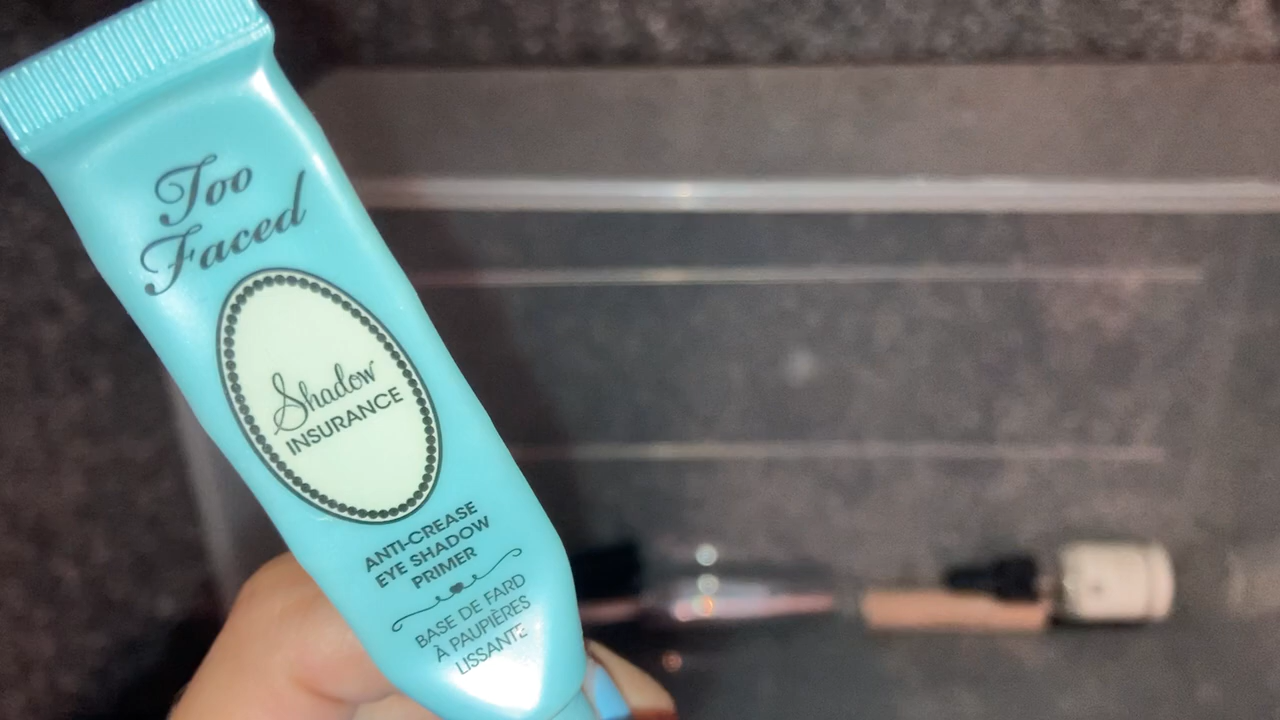 Too
Faced
Shadow
INSURANCE
ANTI-CREASE
EYE SHADOW
PRIMER
BASE DE FARD
À PAUPIÈRES
LISSANTE